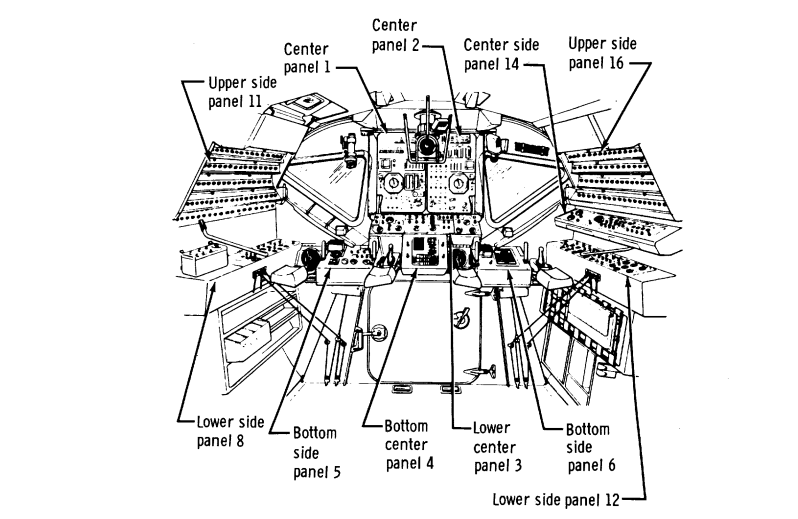 Center
panel 2
Center
panel 1
Center side
panel 14
Upper side
panel 16
Upper side
panel 11
Lower side
panel 8
Bottom
side
panel 5
Bottom
center
panel 4
Lower
center
panel 3
Bottom
side
panel 6
Lower side panel 12